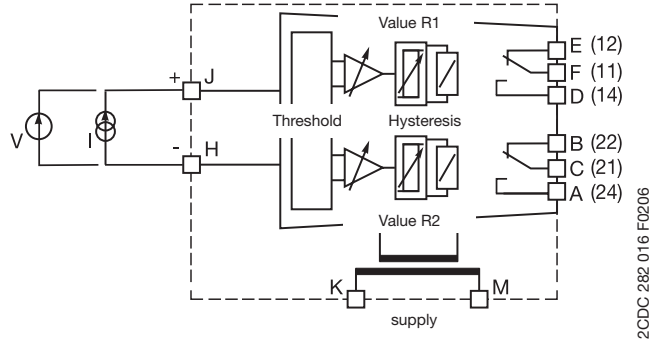 Value R1
E (12)
F (11)
D (14)
+ J
V
I
Threshold
Hysteresis
- H
B (22)
C (21)
A (24)
Value R2
K
M
supply
2CDC 282 016 F0206